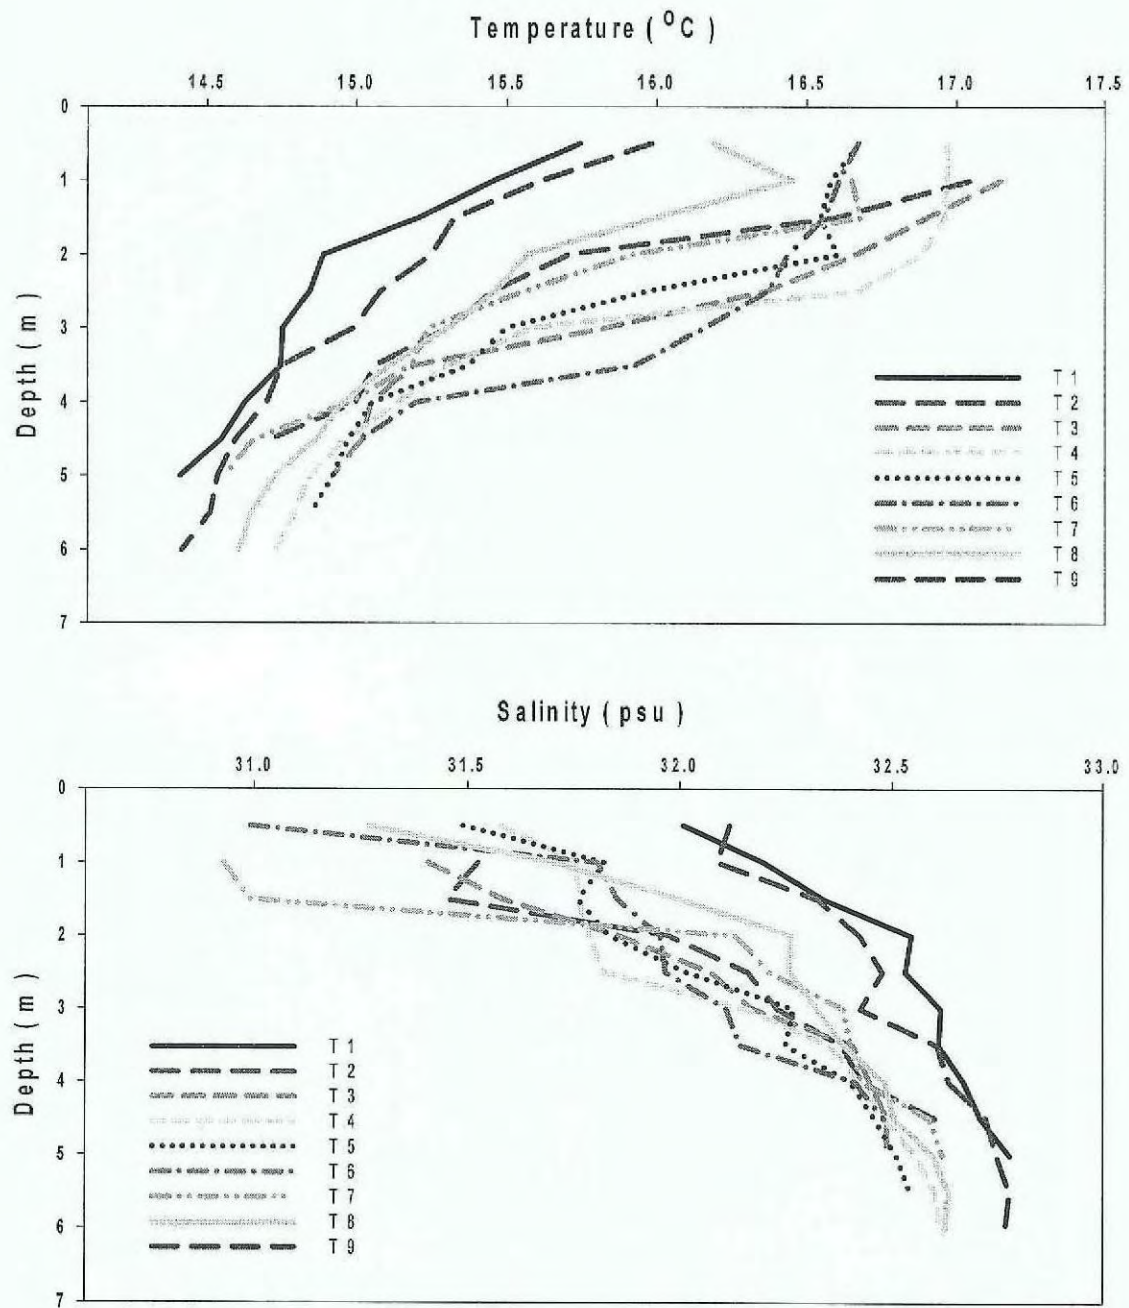 Temperature ( °C )
14.5 15.0 15.5 16.0 16.5 17.0 17.5
0
1
2
3
4
5
6
7
Depth ( m )
T 1
T 2
T 3
T 4
T 5
T 6
T 7
T 8
T 9
Salinity ( psu )
31.0 31.5 32.0 32.5 33.0
0
1
2
3
4
5
6
7
Depth ( m )
T 1
T 2
T 3
T 4
T 5
T 6
T 7
T 8
T 9